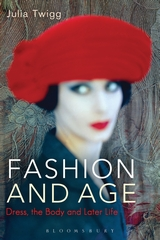 Julia Twigg
FASHION
AND AGE
Dress, the Body and Later Life
BLOOMSBURY